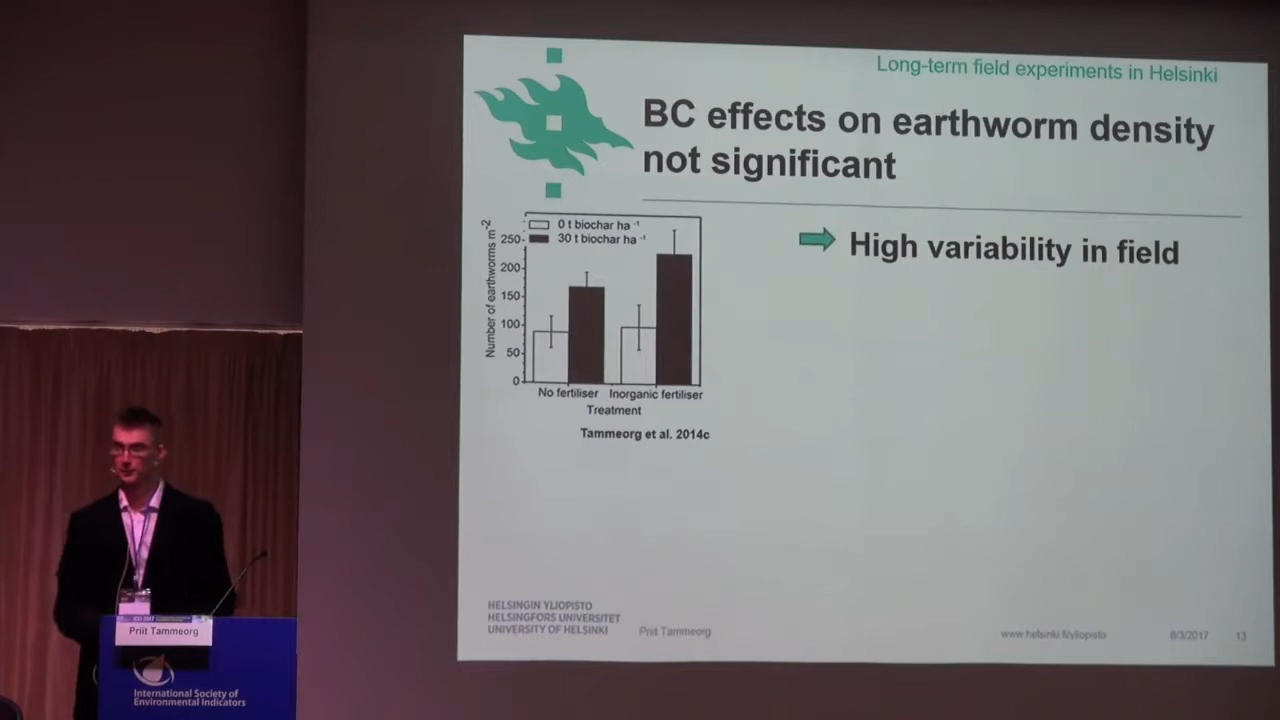 Long-term field experiments in Helsinki
BC effects on earthworm density
not significant
0 t biochar ha -1
30 t biochar ha -1
Number of earthworms m-2
250
200
150
100
50
0
No fertiliser Inorganic fertiliser
Treatment
Tammeorg et al. 2014c
High variability in field
HELSINGIN YLIOPISTO
HELSINGFORS UNIVERSITET
UNIVERSITY OF HELSINKI
Priit Tammeorg
www.helsinki.fi/yliopisto
8/3/2017
13
ICEI 2017
Priit Tammeorg
International Society of
Environmental Indicators